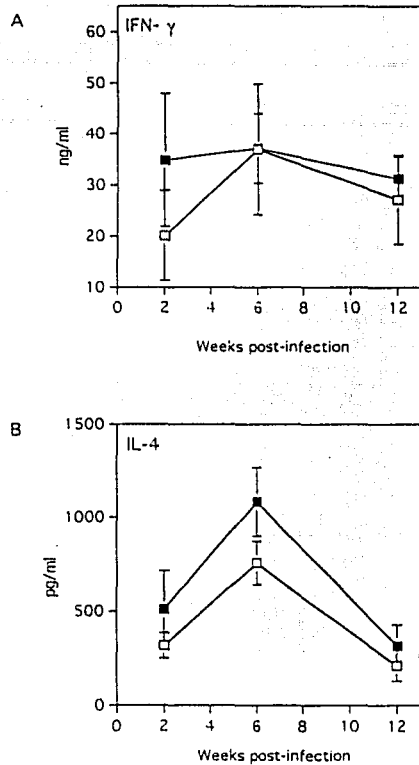 A
IFN- γ
60
50
40
30
20
10
ng/ml
0 2 4 6 8 10 12
Weeks post-infection
B
IL-4
1500
1000
500
0
pg/ml
0 2 4 6 8 10 12
Weeks post-infection